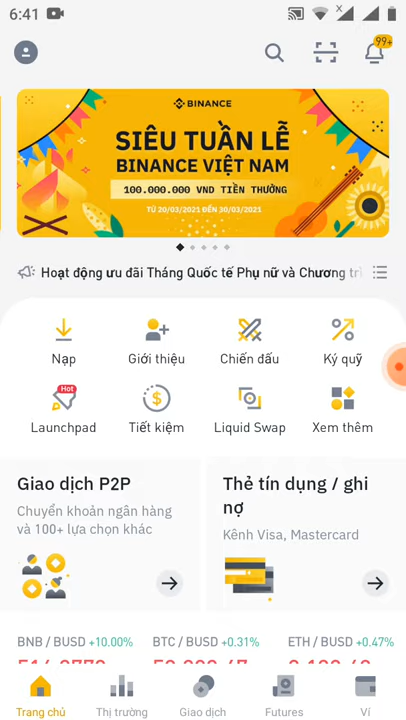 6:41
99+
BINANCE
SIÊU TUẦN LỄ
BINANCE VIỆT NAM
100.000.000 VND TIỀN THƯỞNG
TỪ 20/03/2021 ĐẾN 30/03/2021
Hoạt động ưu đãi Tháng Quốc tế Phụ nữ và Chương trì
Nạp Giới thiệu Chiến đấu Ký quỹ
Hot
Launchpad Tiết kiệm Liquid Swap Xem thêm
Giao dịch P2P
Chuyển khoản ngân hàng
và 100+ lựa chọn khác
Thẻ tín dụng / ghi
nợ
Kênh Visa, Mastercard
BNB / BUSD +10.00% BTC / BUSD +0.31% ETH / BUSD +0.47%
Trang chủ Thị trường Giao dịch Futures Ví